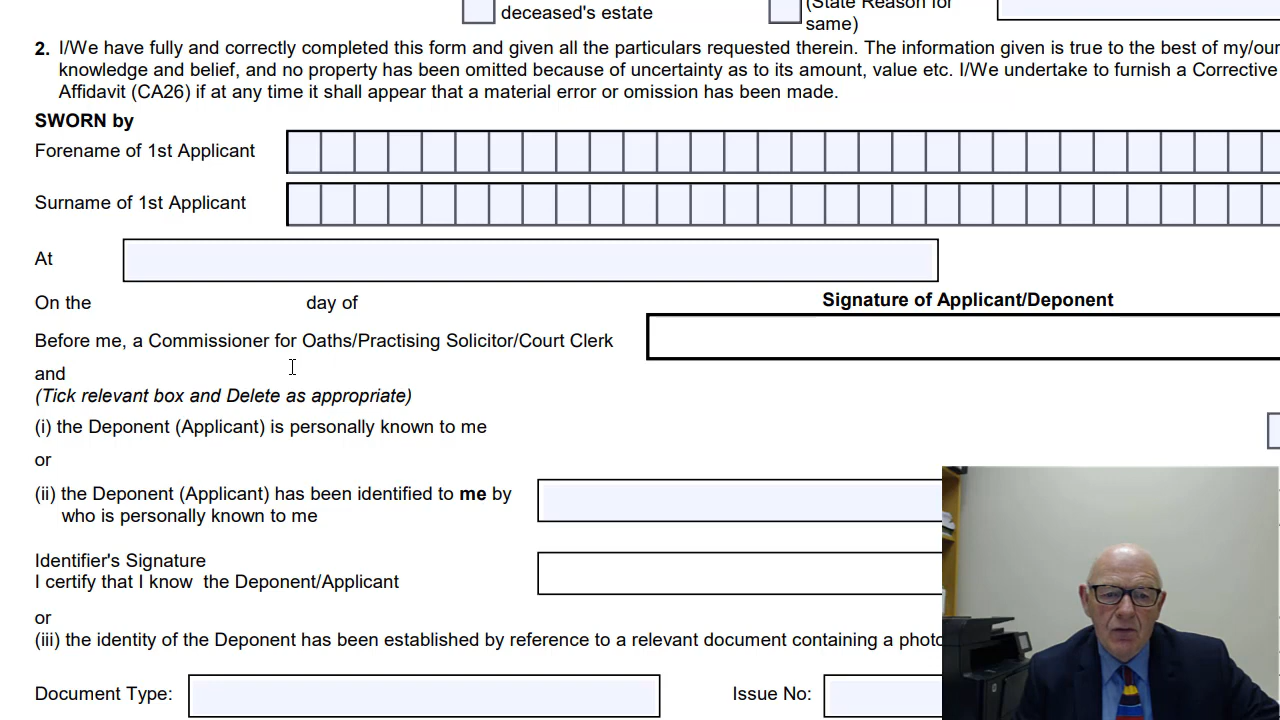 deceased's estate
(State Reason for
same)
2. I/We have fully and correctly completed this form and given all the particulars requested therein. The information given is true to the best of my/our
knowledge and belief, and no property has been omitted because of uncertainty as to its amount, value etc. I/We undertake to furnish a Corrective
Affidavit (CA26) if at any time it shall appear that a material error or omission has been made.
SWORN by
Forename of 1st Applicant
Surname of 1st Applicant
At
On the day of
Signature of Applicant/Deponent
Before me, a Commissioner for Oaths/Practising Solicitor/Court Clerk
and
(Tick relevant box and Delete as appropriate)
(i) the Deponent (Applicant) is personally known to me
or
(ii) the Deponent (Applicant) has been identified to me by
who is personally known to me
Identifier's Signature
I certify that I know the Deponent/Applicant
or
(iii) the identity of the Deponent has been established by reference to a relevant document containing a photo
Document Type: Issue No: